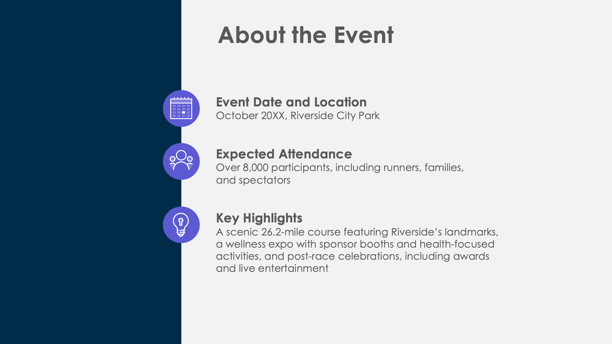 About the Event
Event Date and Location
October 20XX, Riverside City Park
Expected Attendance
Over 8,000 participants, including runners, families,
and spectators
Key Highlights
A scenic 26.2-mile course featuring Riverside’s landmarks,
a wellness expo with sponsor booths and health-focused
activities, and post-race celebrations, including awards
and live entertainment